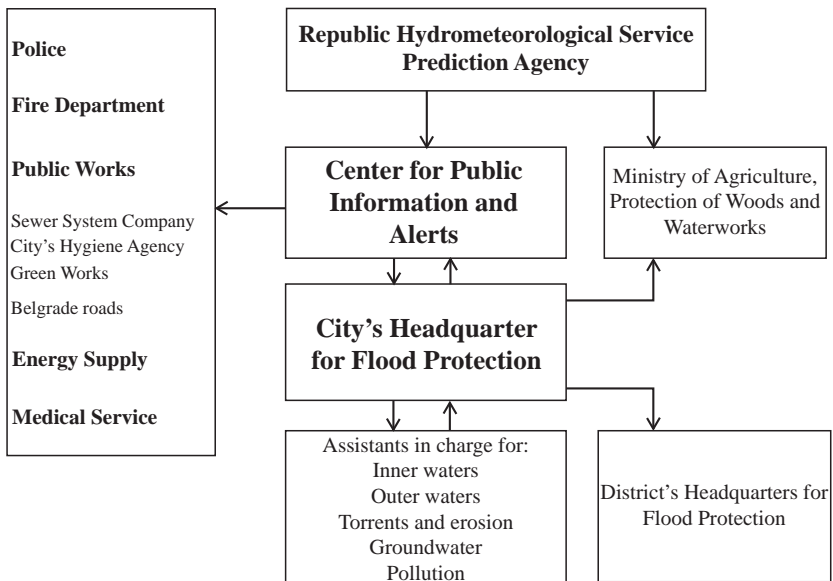 Police
Fire Department
Public Works
Sewer System Company
City’s Hygiene Agency
Green Works
Belgrade roads
Energy Supply
Medical Service
Republic Hydrometeorological Service
Prediction Agency
Center for Public
Information and
Alerts
Ministry of Agriculture,
Protection of Woods and
Waterworks
City’s Headquarter
for Flood Protection
Assistants in charge for:
Inner waters
Outer waters
Torrents and erosion
Groundwater
Pollution
District’s Headquarters for
Flood Protection